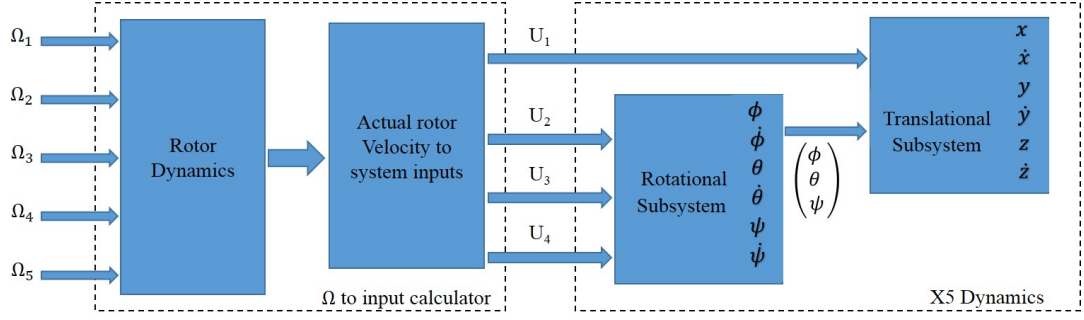 Ω₁
Ω₂
Ω₃
Ω₄
Ω₅
Rotor
Dynamics
Actual rotor
Velocity to
system inputs
Ω to input calculator
U₁
U₂
U₃
U₄
Rotational
Subsystem
ϕ
ϕ̇
θ
θ̇
ψ
ψ̇
ϕ
θ
ψ
Translational
Subsystem
x
ẋ
y
ẏ
z
ż
X5 Dynamics